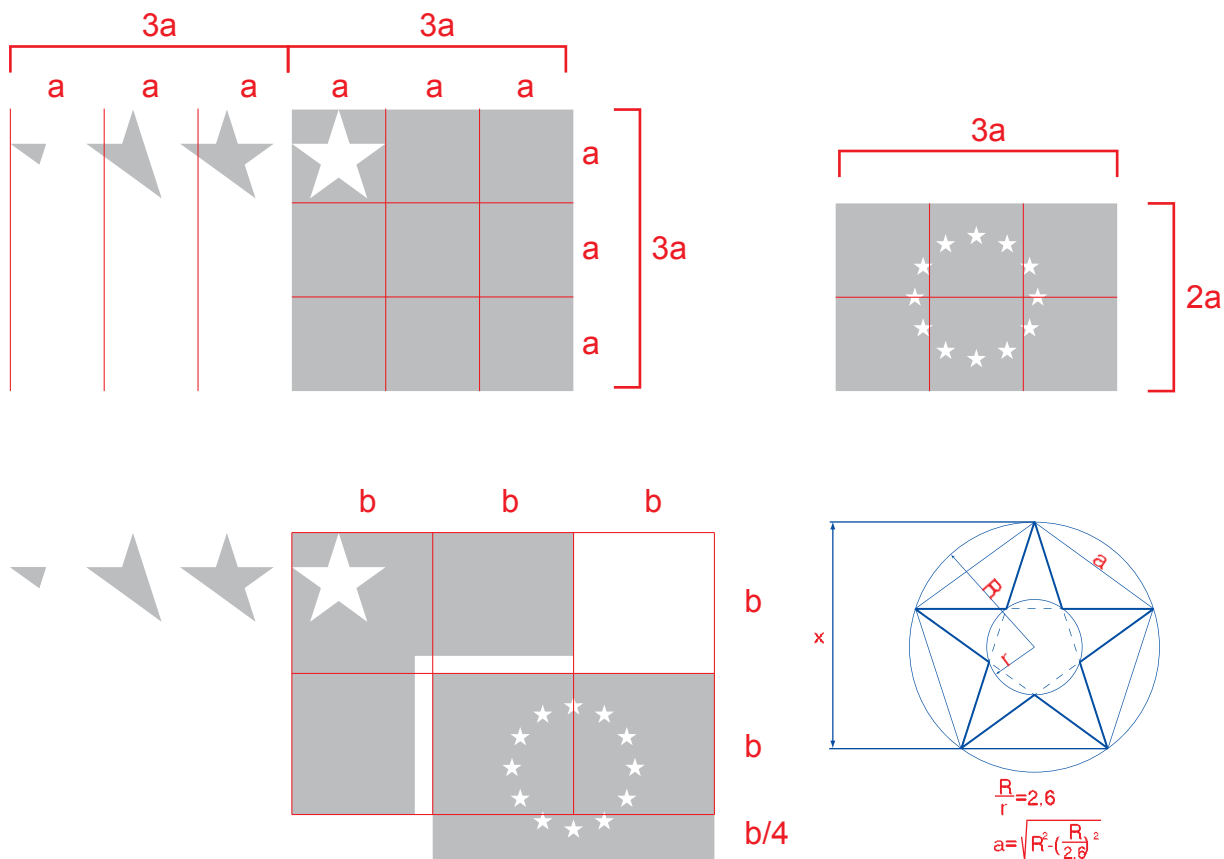 3a 3a
a a a a a a
a
a
a
3a
3a
2a
b b b
b
b
b/4
x
R
r
a
R/r=2,6
a=√R²-(R/2,6)²